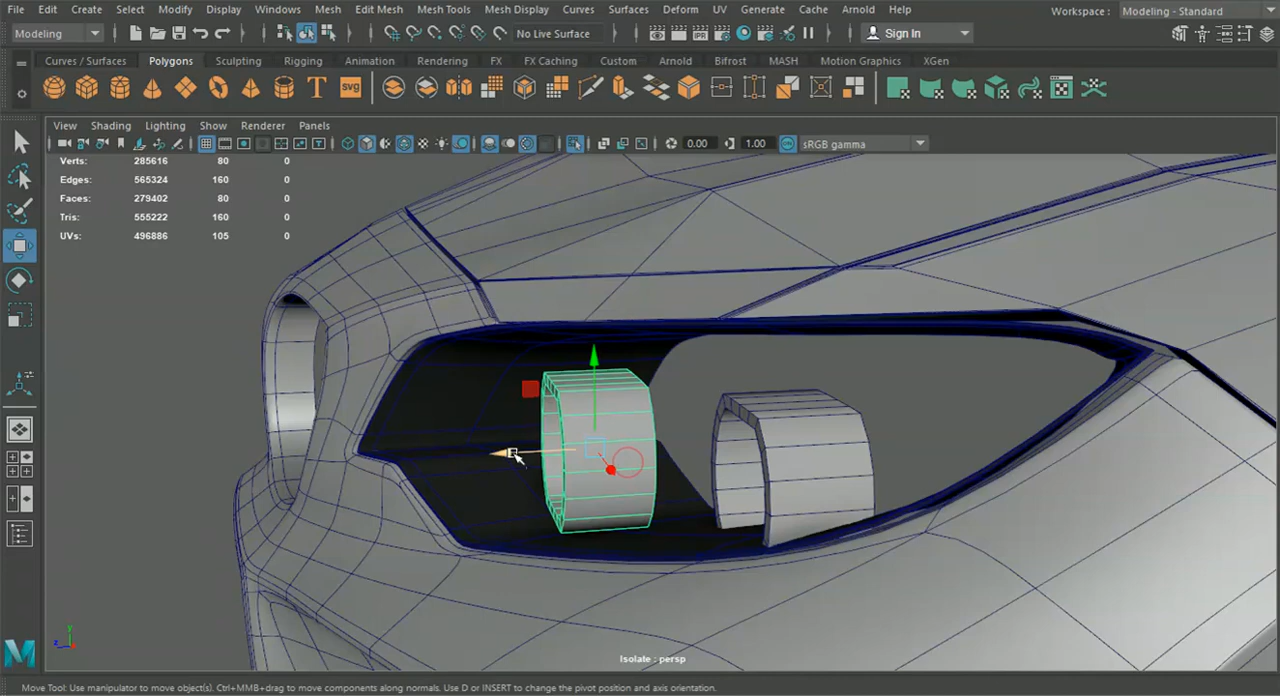 File Edit Create Select Modify Display Windows Mesh Edit Mesh Mesh Tools Mesh Display Curves Surfaces Deform UV Generate Cache Arnold Help Workspace : Modeling - Standard
Modeling No Live Surface Sign In
Curves / Surfaces Polygons Sculpting Rigging Animation Rendering FX FX Caching Custom Arnold Bifrost MASH Motion Graphics XGen
T SVG
View Shading Lighting Show Renderer Panels
0.00 1.00 sRGB gamma
Verts: 285616 80 0
Edges: 565324 160 0
Faces: 279402 80 0
Tris: 555222 160 0
UVs: 496886 105 0
y
z
Isolate : persp
M
Move Tool: Use manipulator to move object(s). Ctrl+MMB+drag to move components along normals. Use D or INSERT to change the pivot position and axis orientation.